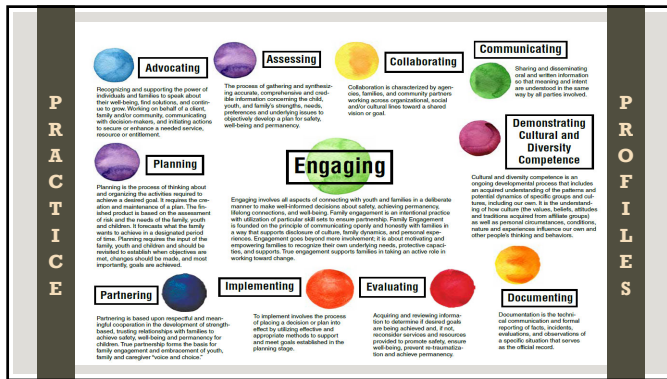 PRACTICE
Advocating
Recognizing and supporting the power of
individuals and families to speak about
their well-being, find solutions, and contin-
ue to grow. Working on behalf of a client,
family and/or community, communicating
with decision-makers, and initiating actions
to secure or enhance a needed service,
resource or entitlement.
Assessing
The process of gathering and synthesiz-
ing accurate, comprehensive and cred-
ible information concerning the child,
youth, and family's strengths, needs,
preferences and underlying issues to
objectively develop a plan for safety,
well-being and permanency.
Collaborating
Collaboration is characterized by agen-
cies, families, and community partners
working across organizational, social
and/or cultural lines toward a shared
vision or goal.
Communicating
Sharing and disseminating
oral and written information
so that meaning and intent
are understood in the same
way by all parties involved.
Planning
Planning is the process of thinking about
and organizing the activities required to
achieve a desired goal. It requires the cre-
ation and maintenance of a plan. The fin-
ished product is based on the assessment
of risk and the needs of the family, youth
and children. It forecasts what the family
wants to achieve in a designated period
of time. Planning requires the input of the
family, youth and children and should be
revisited to establish when objectives are
met, changes should be made, and most
importantly, goals are achieved.
Engaging
Engaging involves all aspects of connecting with youth and families in a deliberate
manner to make well-informed decisions about safety, achieving permanency,
lifelong connections, and well-being. Family engagement is an intentional practice
with utilization of particular skill sets to ensure partnership. Family Engagement
is founded on the principle of communicating openly and honestly with families in
a way that supports disclosure of culture, family dynamics, and personal expe-
riences. Engagement goes beyond mere involvement; it is about motivating and
empowering families to recognize their own underlying needs, protective capaci-
ties, and supports. True engagement supports families in taking an active role in
working toward change.
Demonstrating
Cultural and
Diversity
Competence
Cultural and diversity competence is an
ongoing developmental process that includes
an acquired understanding of the patterns and
potential dynamics of specific groups and cul-
tures, including our own. It is the understand-
ing of how culture (the values, beliefs, attitudes
and traditions acquired from affiliate groups)
as well as personal circumstances, conditions,
nature and experiences influence our own and
other people's thinking and behaviors.
Partnering
Partnering is based upon respectful and mean-
ingful cooperation in the development of strength-
based, trusting relationships with families to
achieve safety, well-being and permanency for
children. True partnership forms the basis for
family engagement and embracement of youth,
family and caregiver "voice and choice."
Implementing
To implement involves the process
of placing a decision or plan into
effect by utilizing effective and
appropriate methods to support
and meet goals established in the
planning stage.
Evaluating
Acquiring and reviewing informa-
tion to determine if desired goals
are being achieved and, if not,
reconsider services and resources
provided to promote safety, ensure
well-being, prevent re-traumatiza-
tion and achieve permanency.
Documenting
Documentation is the techni-
cal communication and formal
reporting of facts, incidents,
evaluations, and observations of
a specific situation that serves
as the official record.
PROFILES